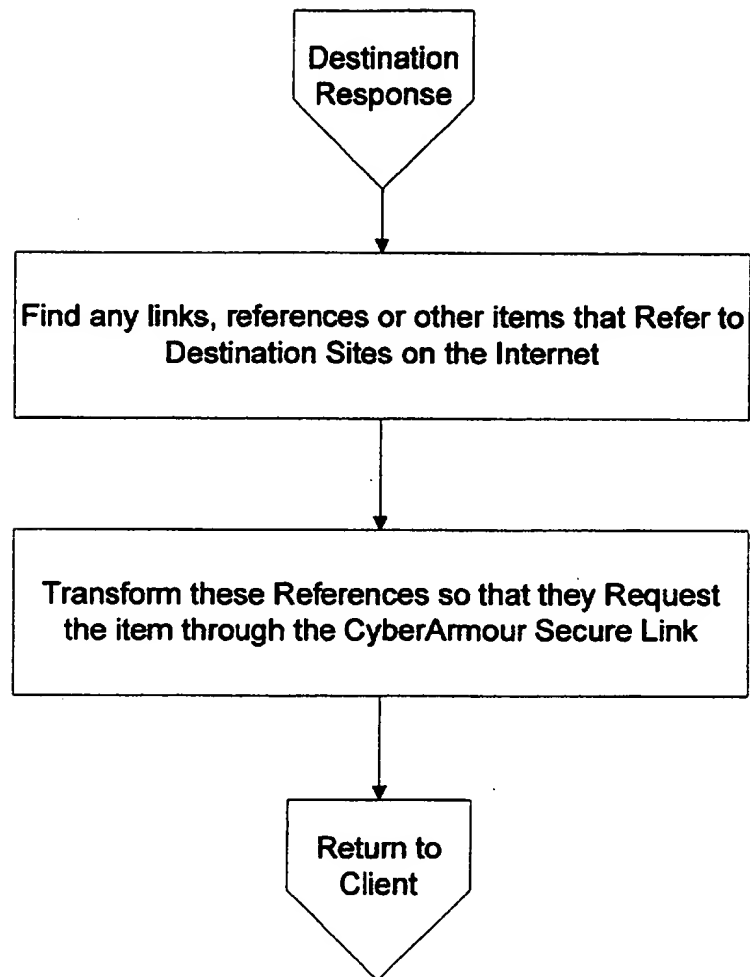 Destination
Response
Find any links, references or other items that Refer to
Destination Sites on the Internet
Transform these References so that they Request
the item through the CyberArmour Secure Link
Return to
Client